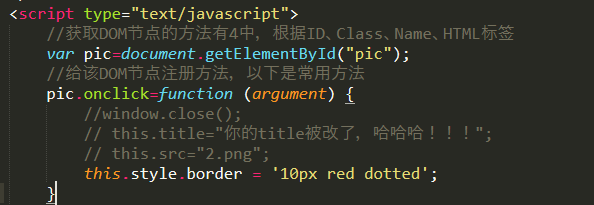 <script type="text/javascript">
//获取DOM节点的方法有4中，根据ID、Class、Name、HTML标签
var pic=document.getElementById("pic");
//给该DOM节点注册方法，以下是常用方法
pic.onclick=function (argument) {
//window.close();
// this.title="你的title被改了，哈哈哈！！！";
// this.src="2.png";
this.style.border = '10px red dotted';
}